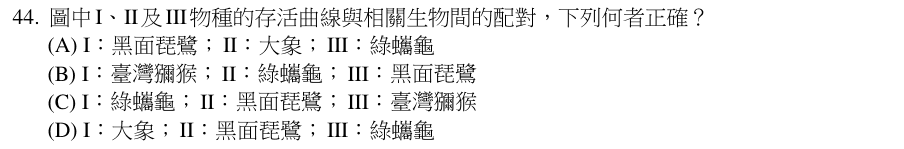 44. 圖中I、II及III物種的存活曲線與相關生物間的配對，下列何者正確？
(A) I：黑面琵鷺；II：大象；III：綠蠵龜
(B) I：臺灣獼猴；II：綠蠵龜；III：黑面琵鷺
(C) I：綠蠵龜；II：黑面琵鷺；III：臺灣獼猴
(D) I：大象；II：黑面琵鷺；III：綠蠵龜